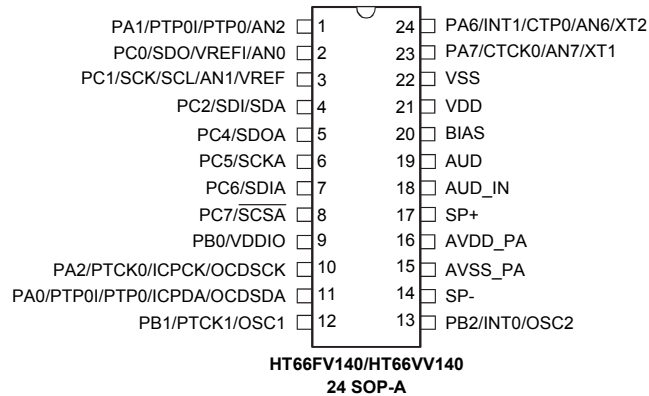 PA1/PTP0I/PTP0/AN2 1 24 PA6/INT1/CTP0/AN6/XT2
PC0/SDO/VREFI/AN0 2 23 PA7/CTCK0/AN7/XT1
PC1/SCK/SCL/AN1/VREF 3 22 VSS
PC2/SDI/SDA 4 21 VDD
PC4/SDOA 5 20 BIAS
PC5/SCKA 6 19 AUD
PC6/SDIA 7 18 AUD_IN
PC7/SCSA 8 17 SP+
PB0/VDDIO 9 16 AVDD_PA
PA2/PTCK0/ICPCK/OCDSCK 10 15 AVSS_PA
PA0/PTP0I/PTP0/ICPDA/OCDSDA 11 14 SP-
PB1/PTCK1/OSC1 12 13 PB2/INT0/OSC2
HT66FV140/HT66VV140
24 SOP-A